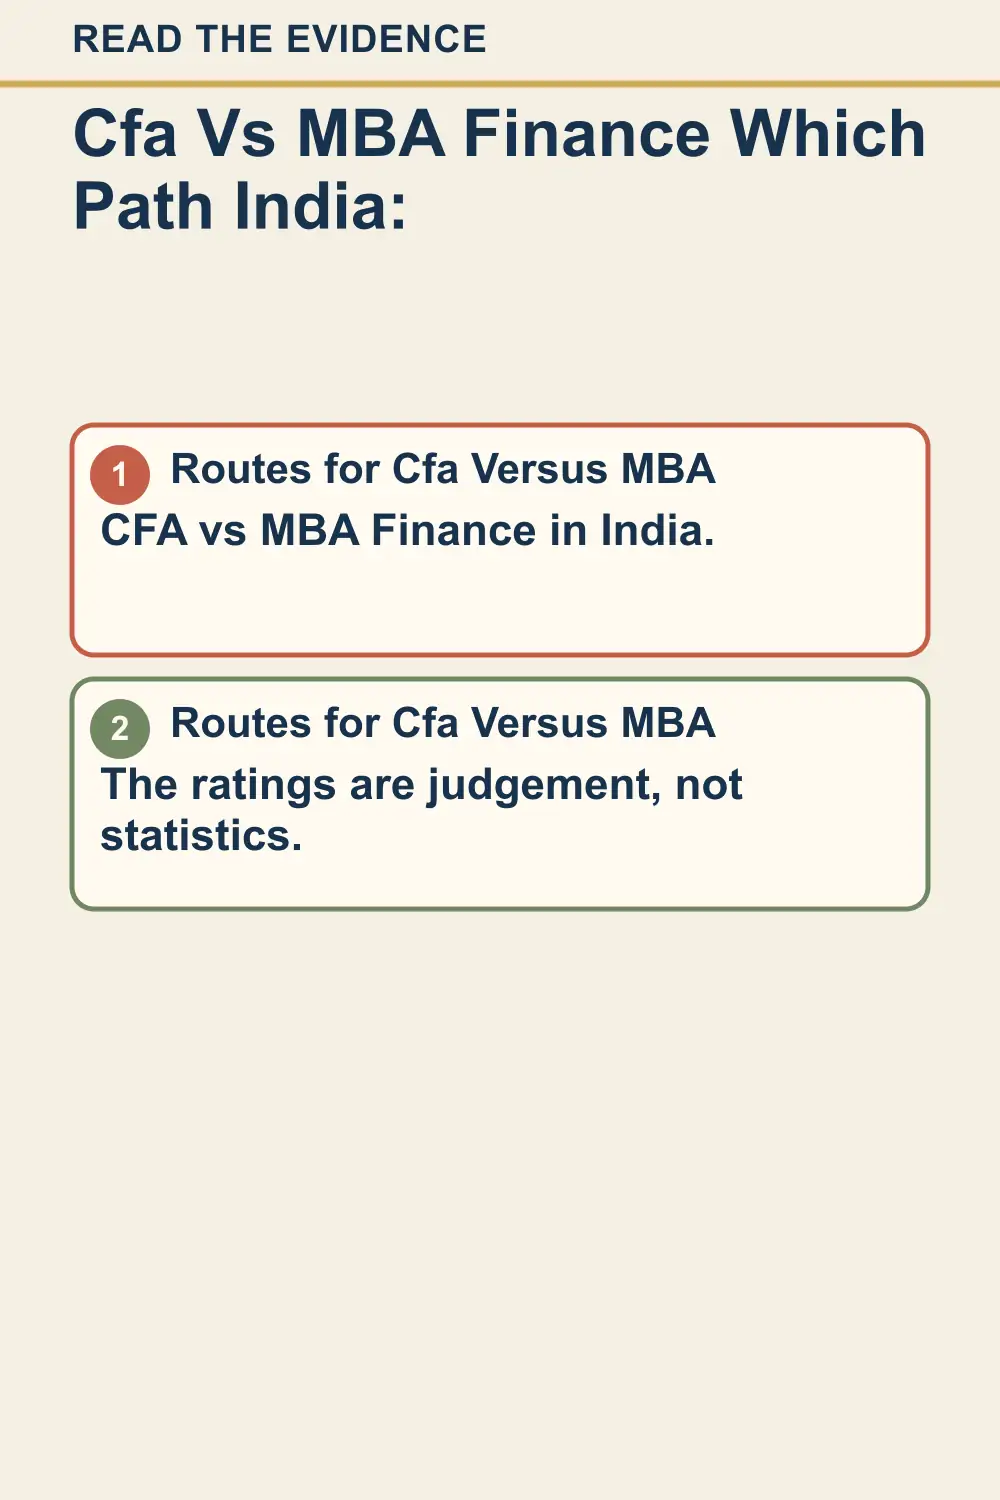 READ THE EVIDENCE
Cfa Vs MBA Finance Which
Path India:
1
Routes for Cfa Versus MBA
CFA vs MBA Finance in India.
2
Routes for Cfa Versus MBA
The ratings are judgement, not
statistics.